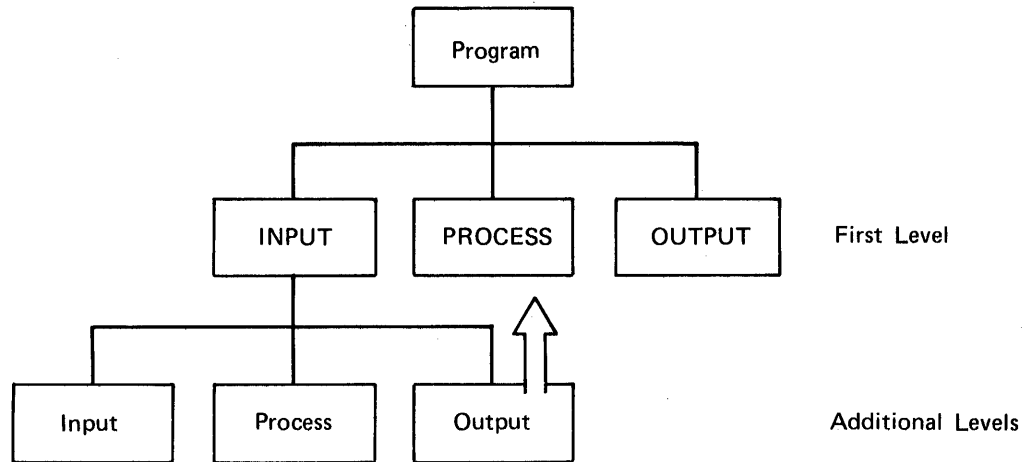 Program
INPUT PROCESS OUTPUT First Level
Input Process Output Additional Levels